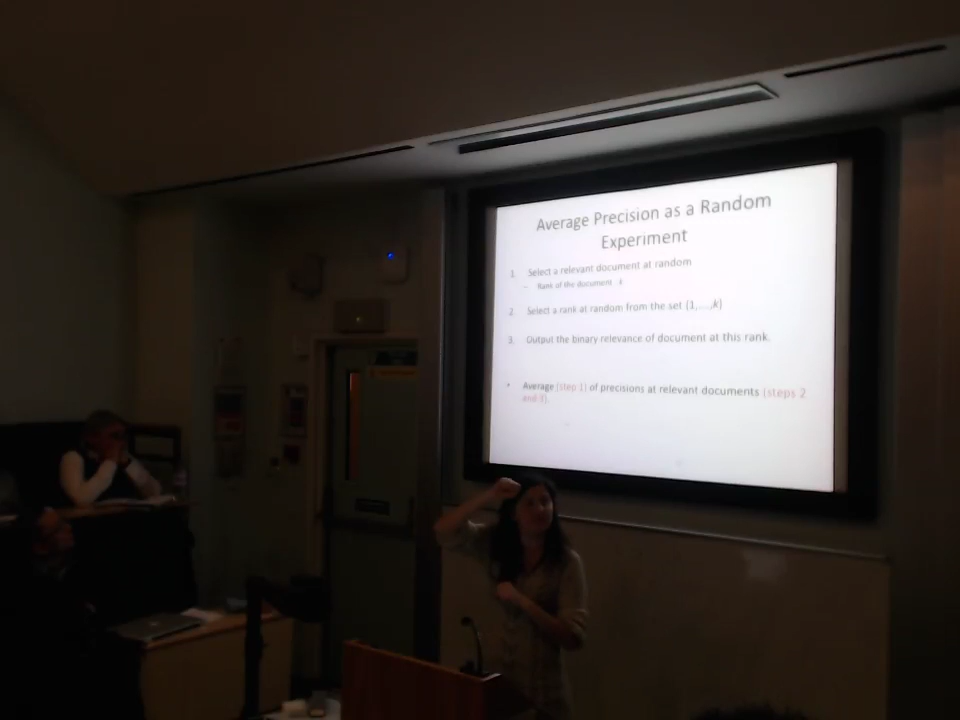 Average Precision as a Random
Experiment
1. Select a relevant document at random
– Rank of the document k
2. Select a rank at random from the set {1,...,k}
3. Output the binary relevance of document at this rank.
• Average (step 1) of precisions at relevant documents (steps 2
and 3).